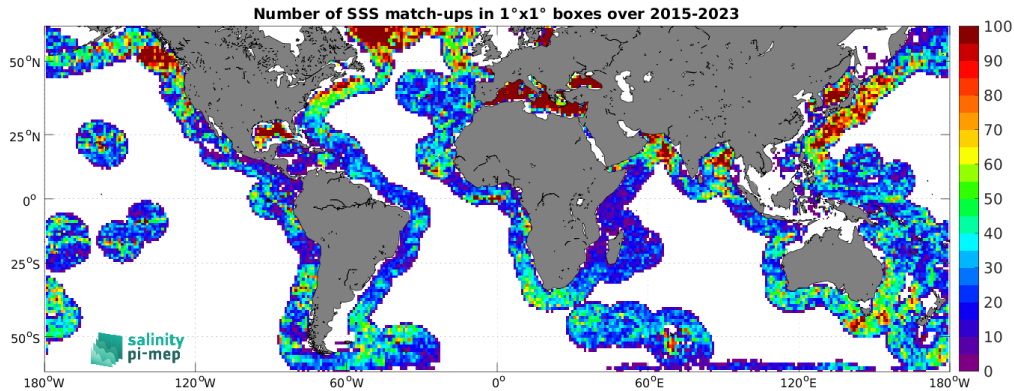 Number of SSS match-ups in 1°x1° boxes over 2015-2023
50°N
25°N
0°
25°S
50°S
180°W
120°W
60°W
0°
60°E
120°E
180°W
100
90
80
70
60
50
40
30
20
10
0
salinity
pi-mep